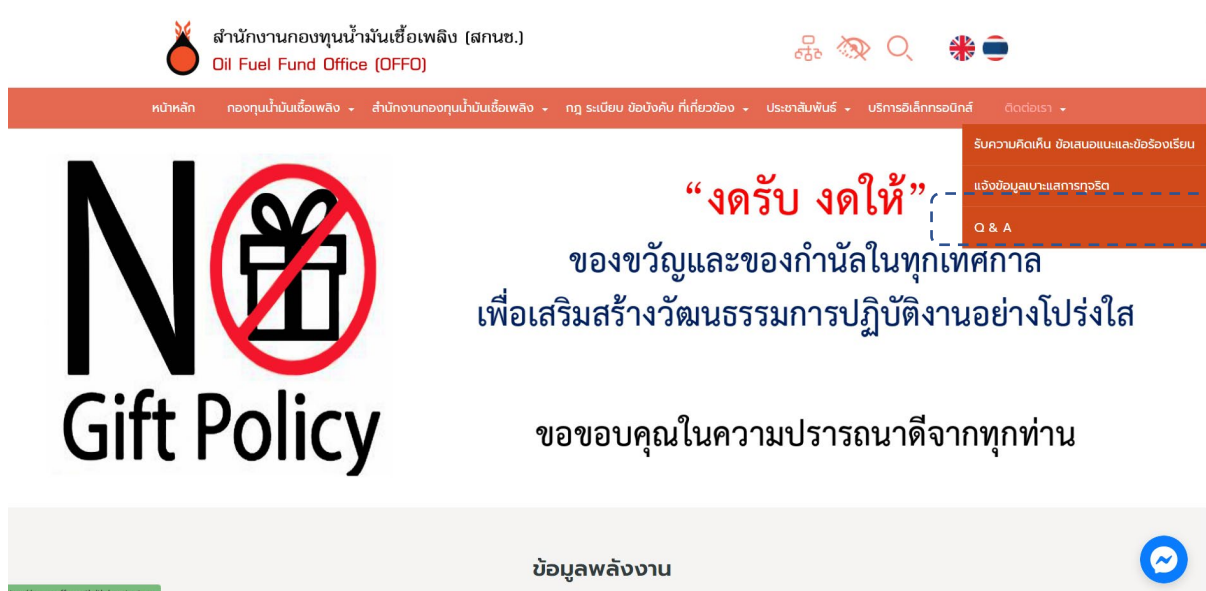 สำนักงานกองทุนน้ำมันเชื้อเพลิง (สกนช.)
Oil Fuel Fund Office (OFFO)
หน้าหลัก กองทุนน้ำมันเชื้อเพลิง สำนักงานกองทุนน้ำมันเชื้อเพลิง กฎ ระเบียบ ข้อบังคับ ที่เกี่ยวข้อง ประชาสัมพันธ์ บริการอิเล็กทรอนิกส์ ติดต่อเรา
รับความคิดเห็น ข้อเสนอแนะและข้อร้องเรียน
แจ้งข้อมูลเบาะแสการทุจริต
Q & A
NO
Gift Policy
“งดรับ งดให้”
ของขวัญและของกำนัลในทุกเทศกาล
เพื่อเสริมสร้างวัฒนธรรมการปฏิบัติงานอย่างโปร่งใส
ขอขอบคุณในความปรารถนาดีจากทุกท่าน
ข้อมูลพลังงาน